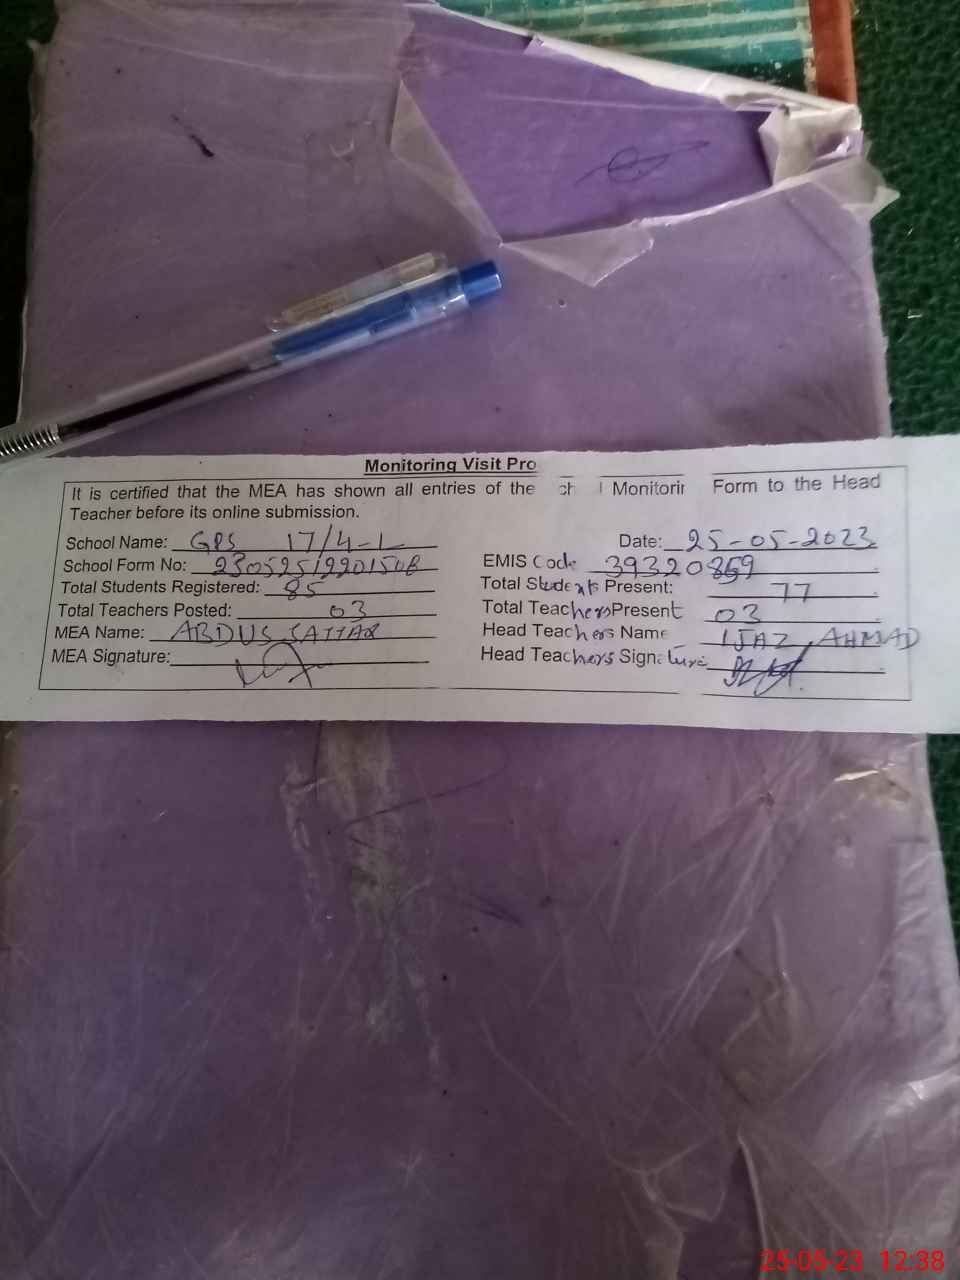 Monitoring Visit Pro
It is certified that the MEA has shown all entries of the ch l Monitorin Form to the Head
Teacher before its online submission.
School Name: GPS 17/4-L Date: 25-05-2023
School Form No: EMIS Code 39320869
Total Students Registered: 85 Total Students Present: 77
Total Teachers Posted: 03 Total Teachers Present 03
MEA Name: ABDUS SATTAR Head Teachers Name IJAZ AHMAD
MEA Signature: Head Teachers Signature
25-05-23 12:38